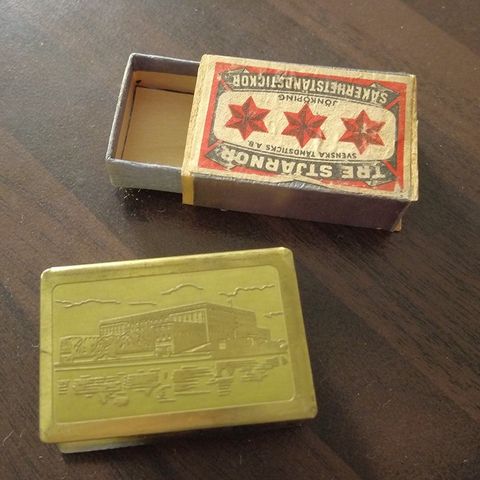 TRE STJÄRNOR
SVENSKA TÄNDSTICKS A.B.
JÖNKÖPING
SÄKERHETSTÄNDSTICKOR